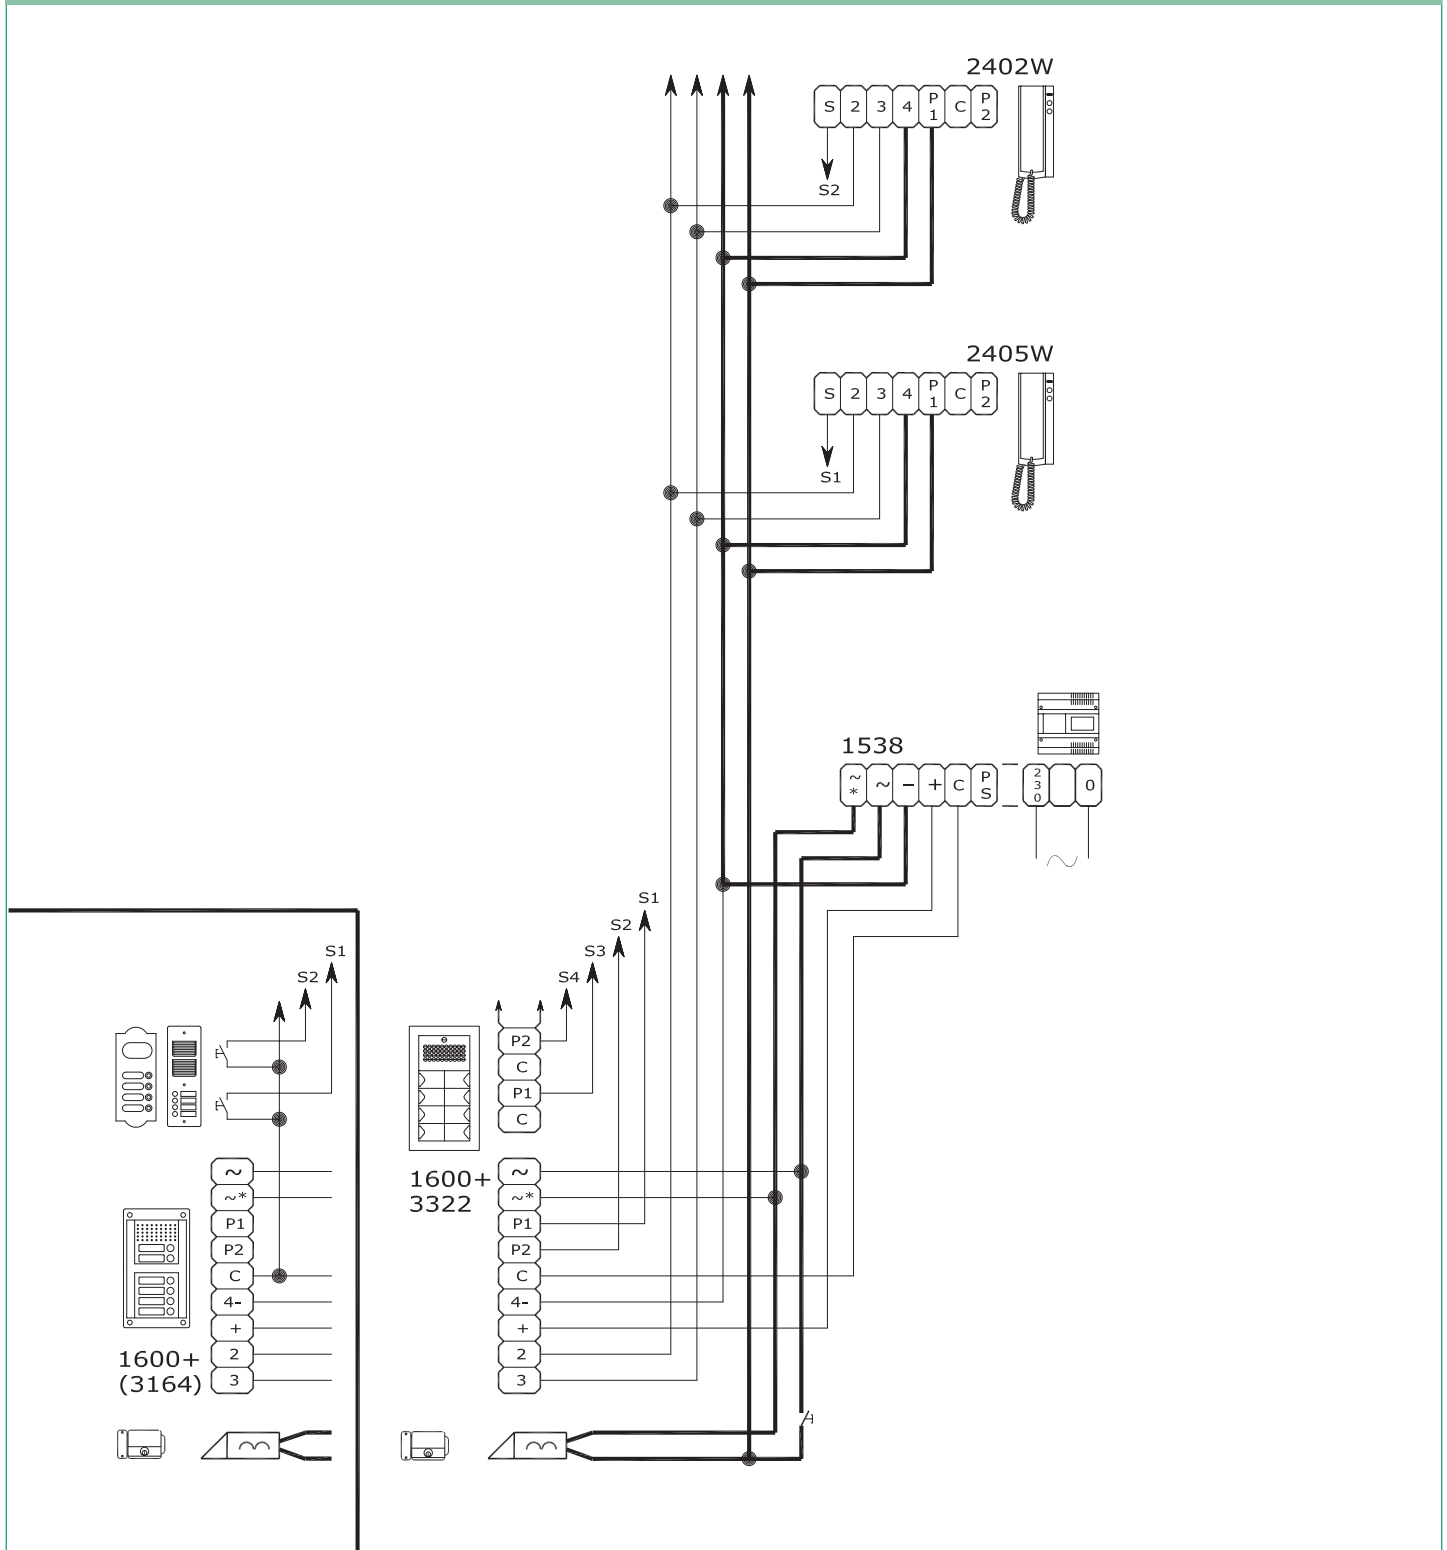 2402W
S 2 3 4 P1 C P2
S2
2405W
S 2 3 4 P1 C P2
S1
1538
~* ~ - + C PS 230 0
S1
S2
S3
S4
S1
S2
P2
C
P1
C
1600+
3322
~
~*
P1
P2
C
4-
+
2
3
~
~*
P1
P2
C
4-
+
2
3
1600+
(3164)